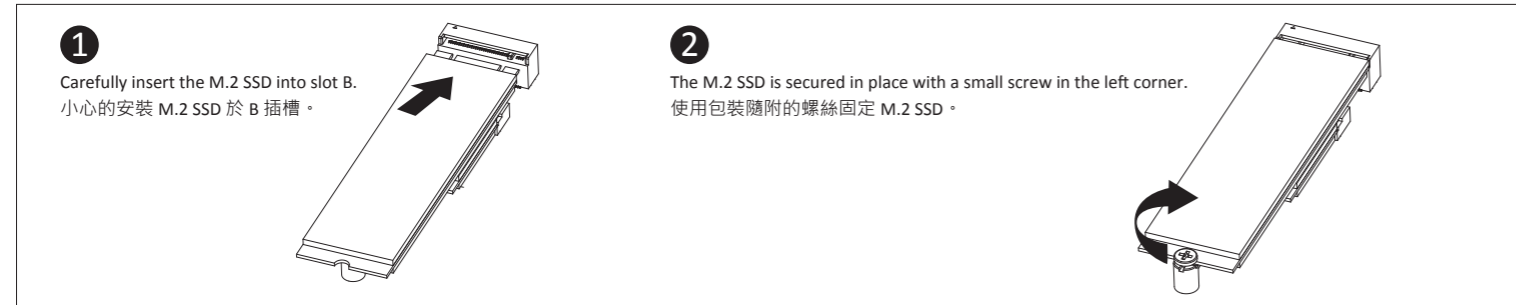 1
Carefully insert the M.2 SSD into slot B.
小心的安裝 M.2 SSD 於 B 插槽。
2
The M.2 SSD is secured in place with a small screw in the left corner.
使用包裝隨附的螺絲固定 M.2 SSD。